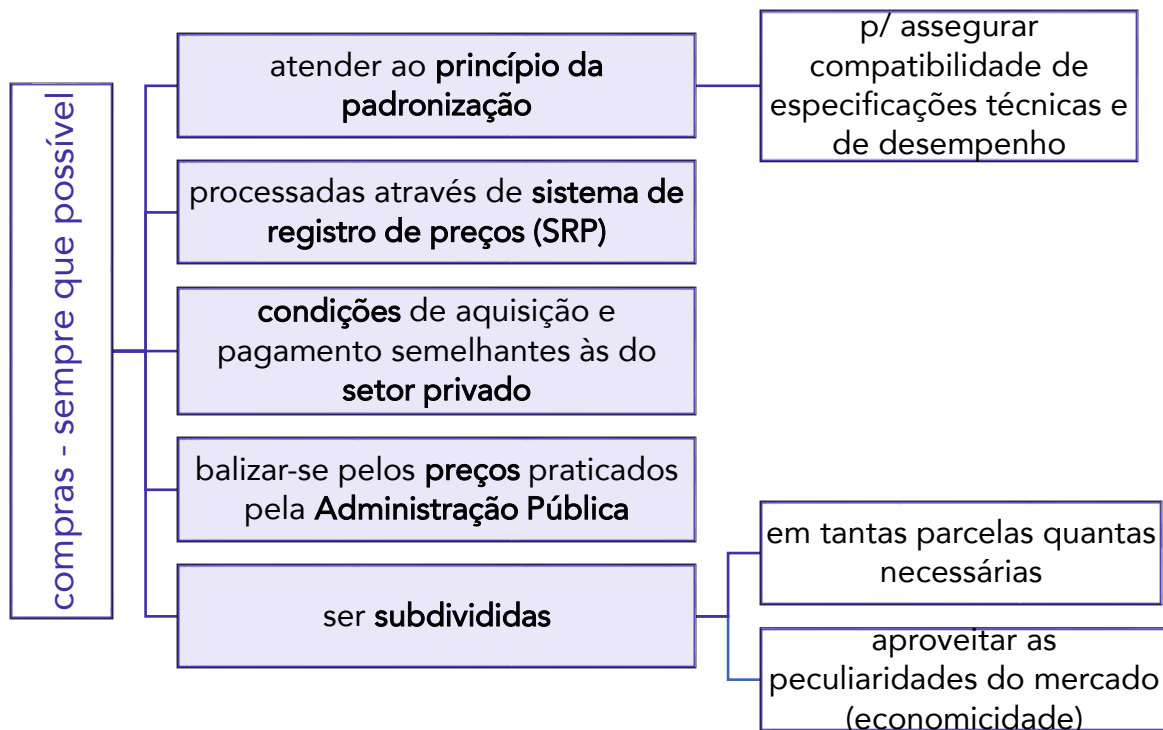 compras - sempre que possível
atender ao princípio da
padronização
p/ assegurar
compatibilidade de
especificações técnicas e
de desempenho
processadas através de sistema de
registro de preços (SRP)
condições de aquisição e
pagamento semelhantes às do
setor privado
balizar-se pelos preços praticados
pela Administração Pública
ser subdivididas
em tantas parcelas quantas
necessárias
aproveitar as
peculiaridades do mercado
(economicidade)